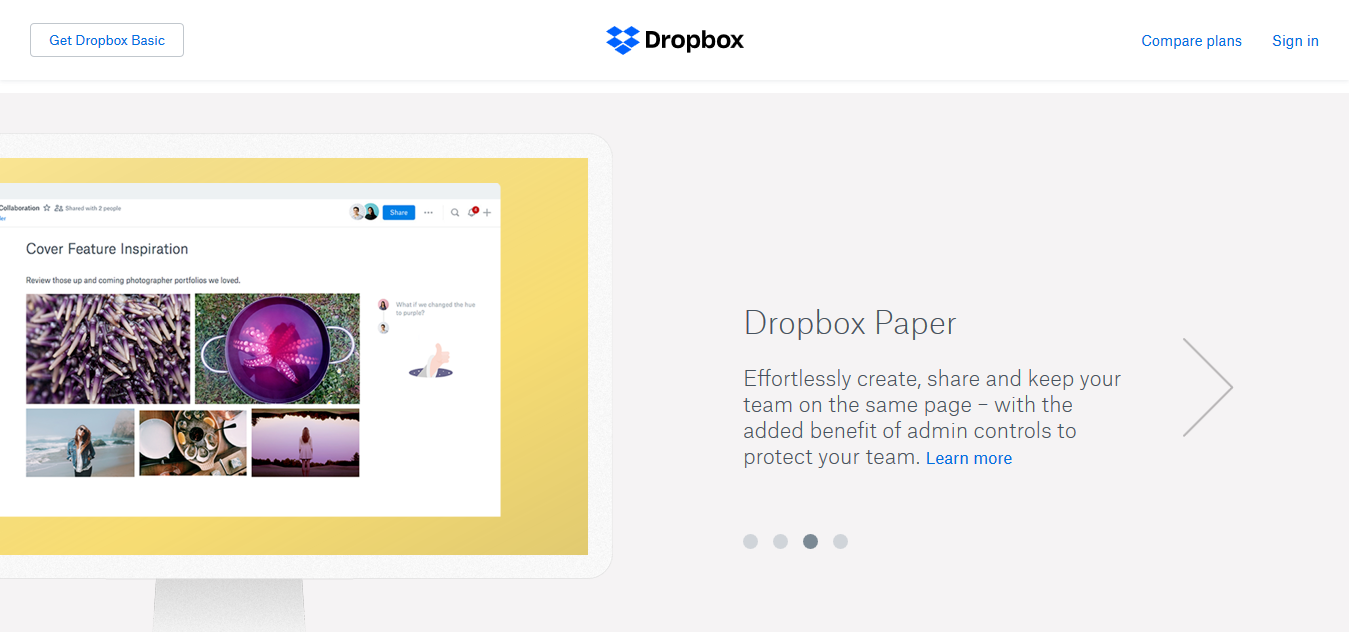 Get Dropbox Basic
Dropbox
Compare plans
Sign in
Collaboration
Shared with 2 people
Share
Cover Feature Inspiration
Review those up and coming photographer portfolios we loved.
What if we changed the hue
to purple?
Dropbox Paper
Effortlessly create, share and keep your
team on the same page – with the
added benefit of admin controls to
protect your team. Learn more